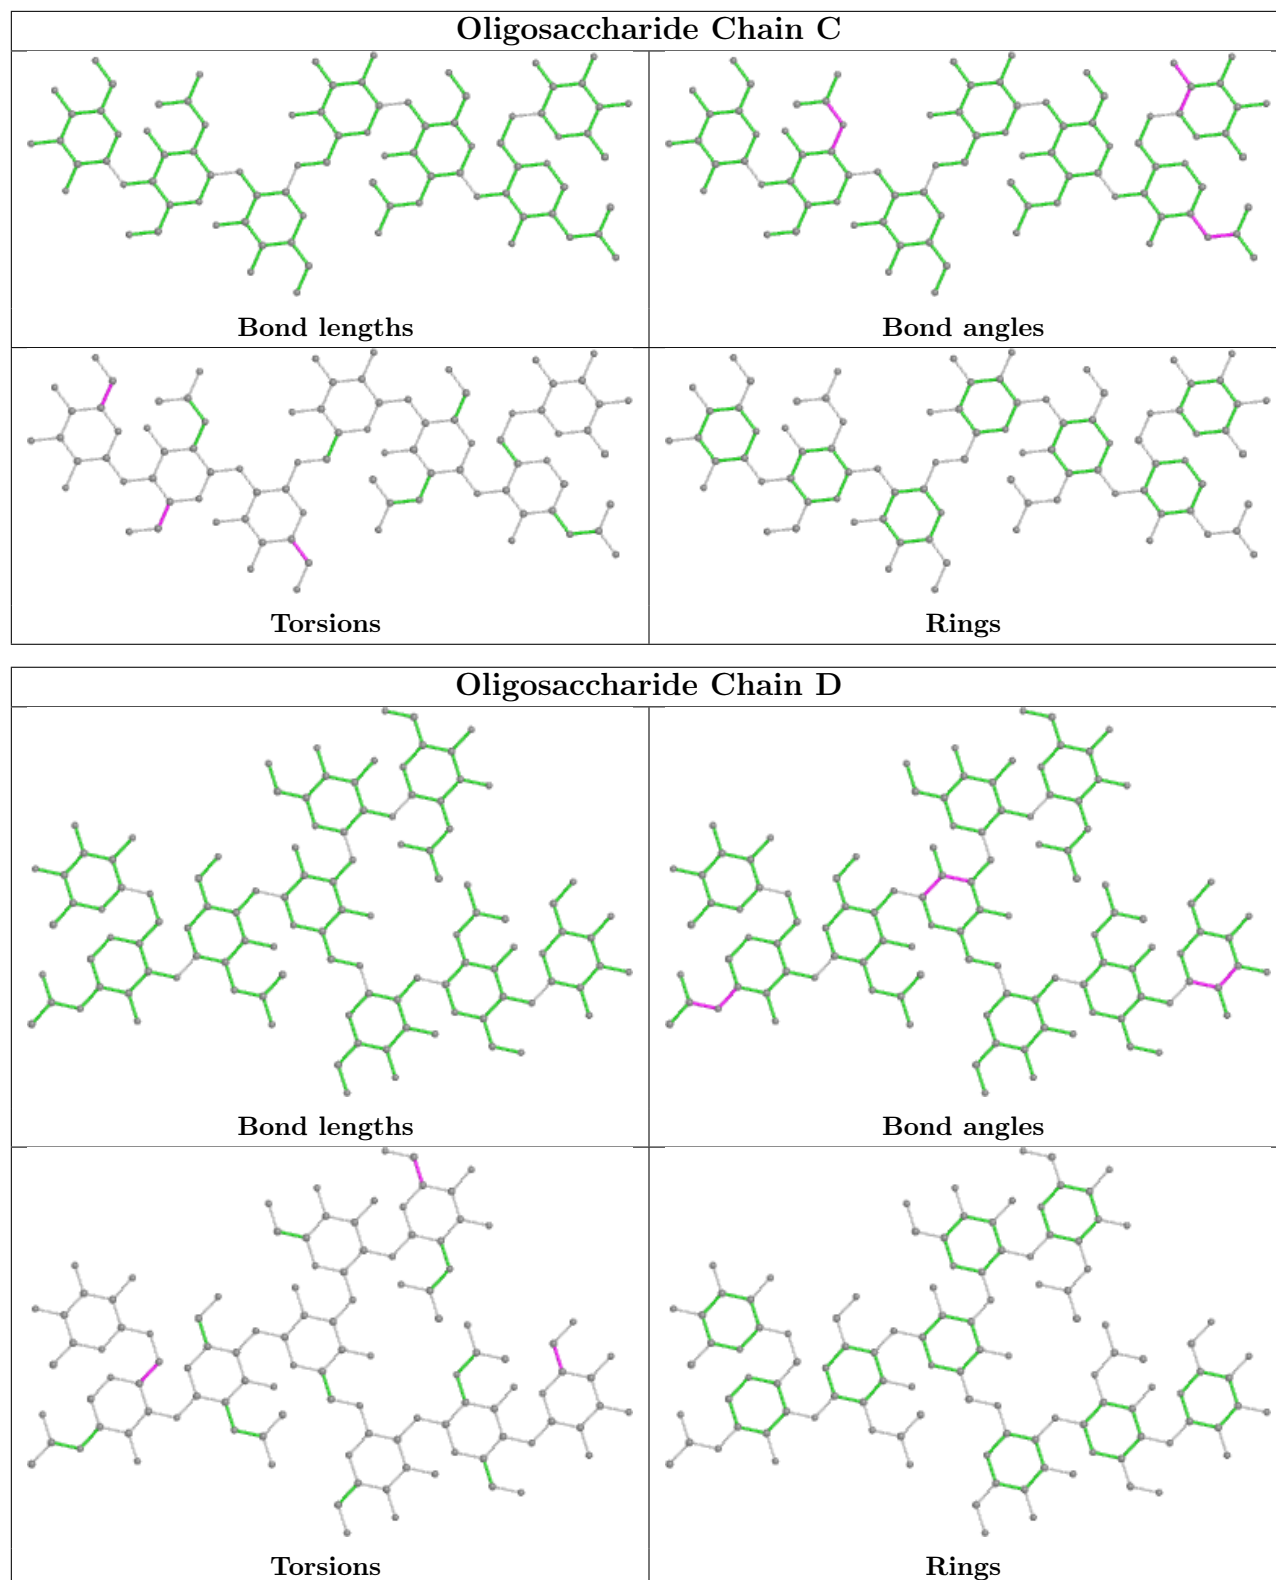 Oligosaccharide Chain C
Bond lengths
Bond angles
Torsions
Rings
Oligosaccharide Chain D
Bond lengths
Bond angles
Torsions
Rings